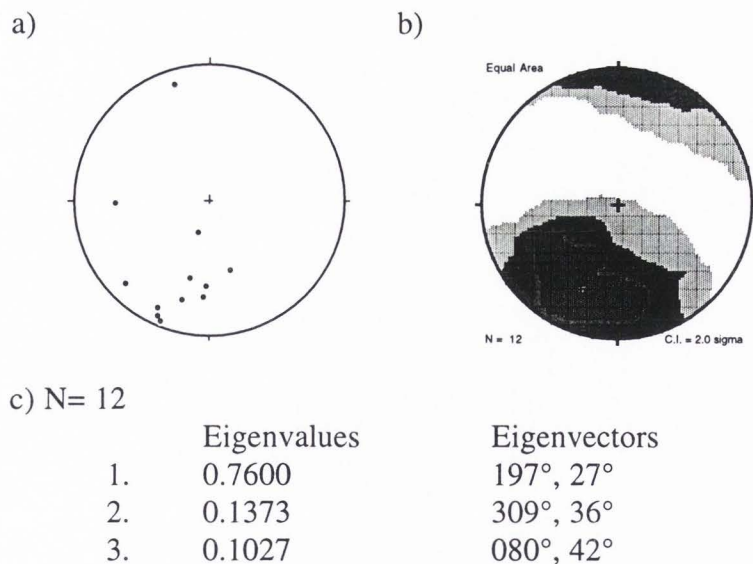 a)
b)
Equal Area
N = 12
C.I. = 2.0 sigma
c) N= 12
Eigenvalues Eigenvectors
1. 0.7600 197°, 27°
2. 0.1373 309°, 36°
3. 0.1027 080°, 42°